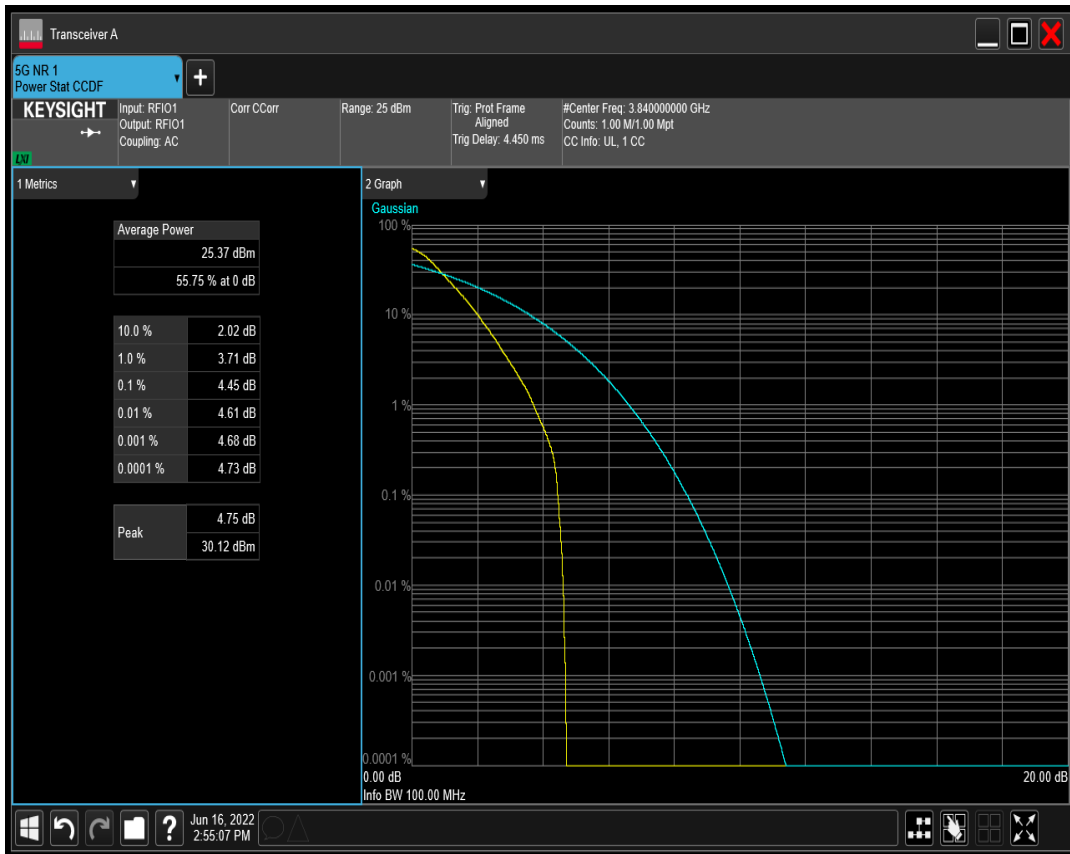 Transceiver A
5G NR 1
Power Stat CCDF
+
KEYSIGHT
LXI
Input: RFIO1
Output: RFIO1
Coupling: AC
Corr CCorr
Range: 25 dBm
Trig: Prot Frame
Aligned
Trig Delay: 4.450 ms
#Center Freq: 3.840000000 GHz
Counts: 1.00 M/1.00 Mpt
CC Info: UL, 1 CC
1 Metrics
Average Power
25.37 dBm
55.75 % at 0 dB
10.0 % 2.02 dB
1.0 % 3.71 dB
0.1 % 4.45 dB
0.01 % 4.61 dB
0.001 % 4.68 dB
0.0001 % 4.73 dB
Peak
4.75 dB
30.12 dBm
2 Graph
Gaussian
100 %
10 %
1 %
0.1 %
0.01 %
0.001 %
0.0001 %
0.00 dB 20.00 dB
Info BW 100.00 MHz
?
Jun 16, 2022
2:55:07 PM